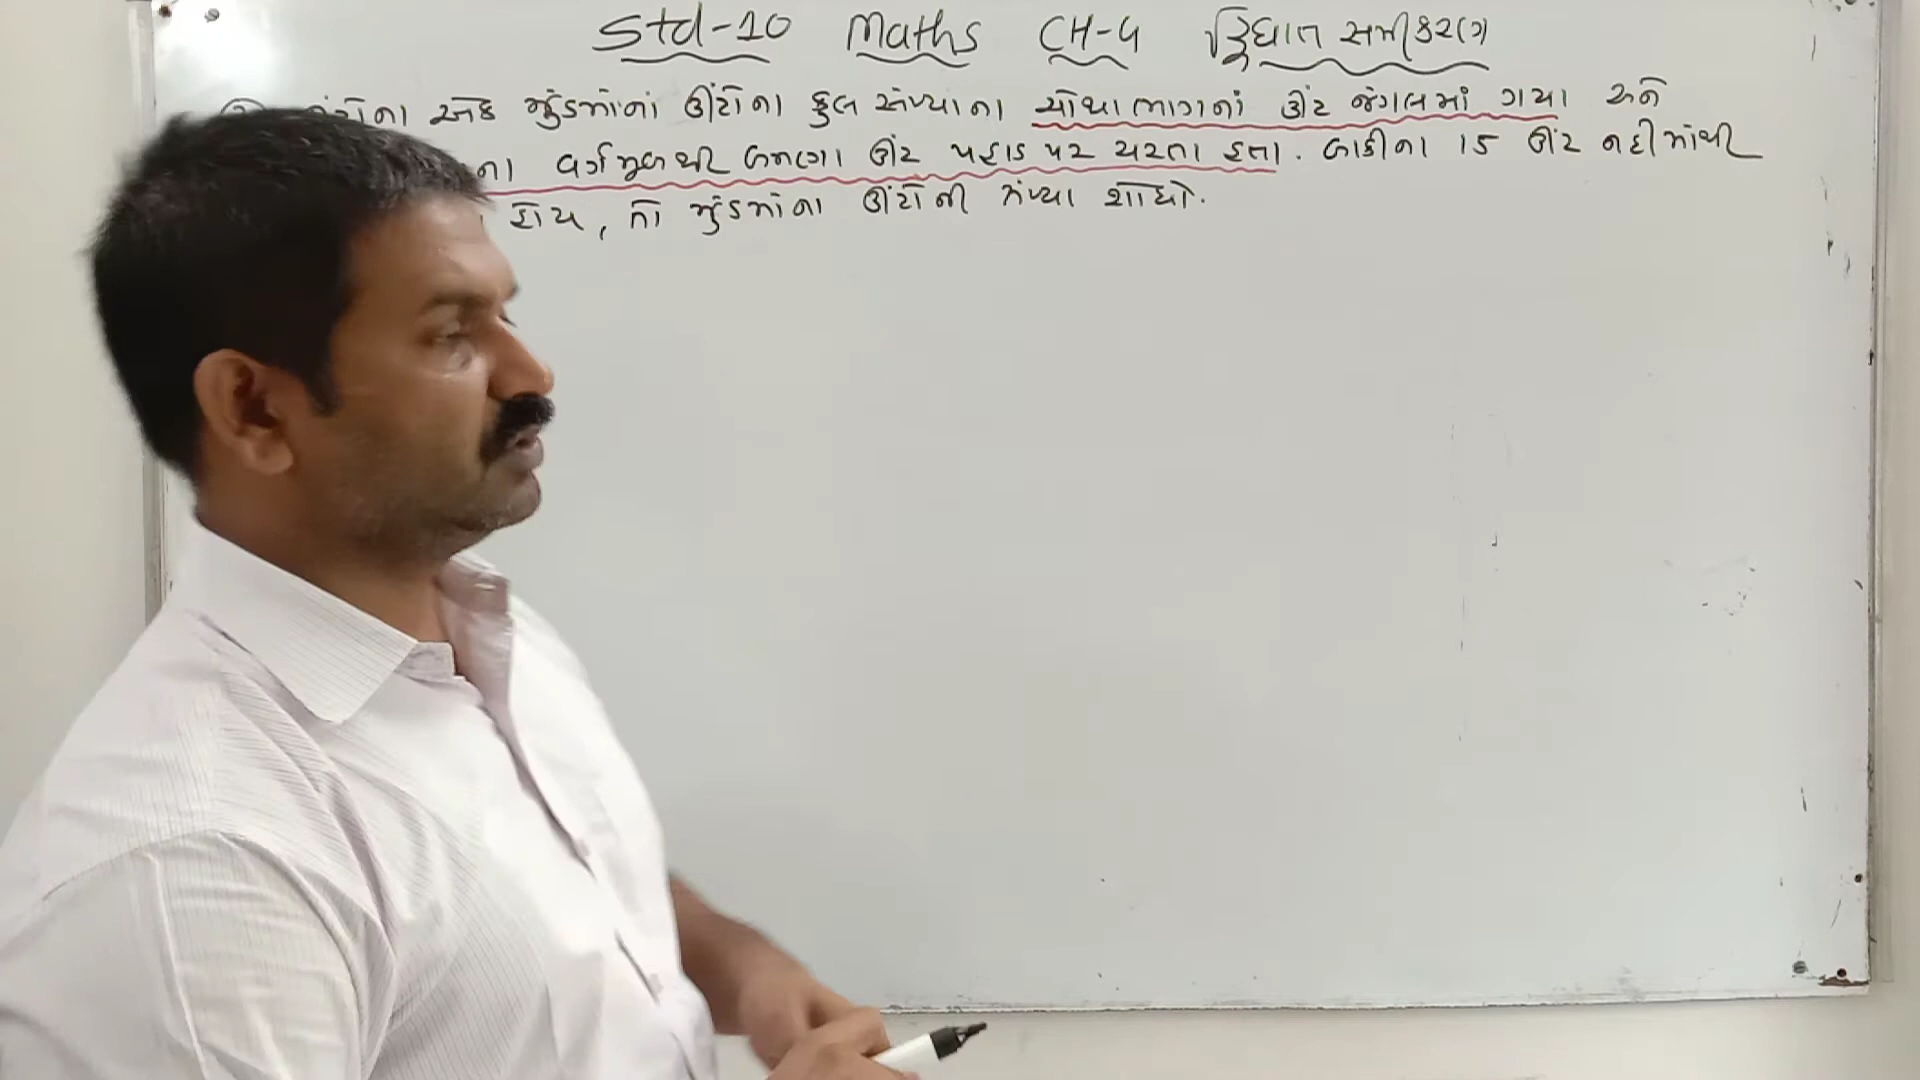 Std-10 Maths CH-4 દ્વિઘાત સમીકરણ
એક ઝુંડમાંનાં ઊંટોના કુલ સંખ્યાના ચોથા ભાગનાં ઊંટ જંગલમાં ગયા અને
ના વર્ગમૂળથી બમણા ઊંટ પહાડ પર ચરતા હતા. બાકીના 15 ઊંટ નદીમાંથી
હોય, તો ઝુંડમાંના ઊંટોની સંખ્યા શોધો.